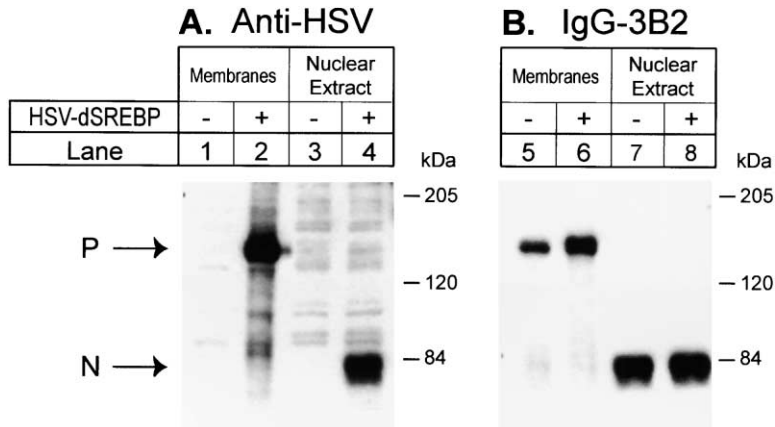 A. Anti-HSV
Membranes Nuclear Extract
HSV-dSREBP - + - +
Lane 1 2 3 4
kDa
205
P
120
N
84
B. IgG-3B2
Membranes Nuclear Extract
- + - +
5 6 7 8
kDa
205
120
84